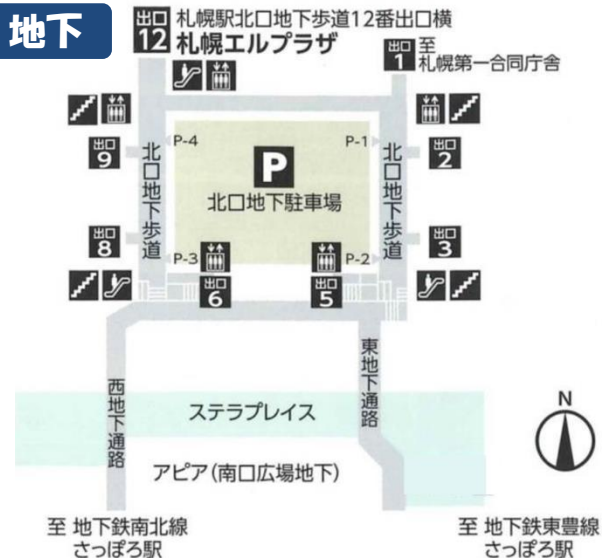 地下
出口
12
札幌駅北口地下歩道12番出口横
札幌エルプラザ
出口
1
至
札幌第一合同庁舎
出口
9
P-4
P-1
出口
2
P
北口地下駐車場
北口地下歩道
北口地下歩道
出口
8
P-3
P-2
出口
3
出口
6
出口
5
西地下通路
東地下通路
ステラプレイス
アピア(南口広場地下)
N
至 地下鉄南北線
さっぽろ駅
至 地下鉄東豊線
さっぽろ駅